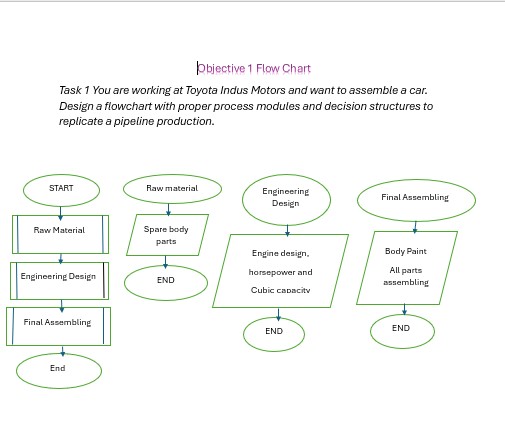 Objective 1 Flow Chart
Task 1 You are working at Toyota Indus Motors and want to assemble a car.
Design a flowchart with proper process modules and decision structures to
replicate a pipeline production.
START
Raw Material
Engineering Design
Final Assembling
End
Raw material
Spare body
parts
END
Engineering
Design
Engine design,
horsepower and
Cubic capacity
END
Final Assembling
Body Paint
All parts
assembling
END